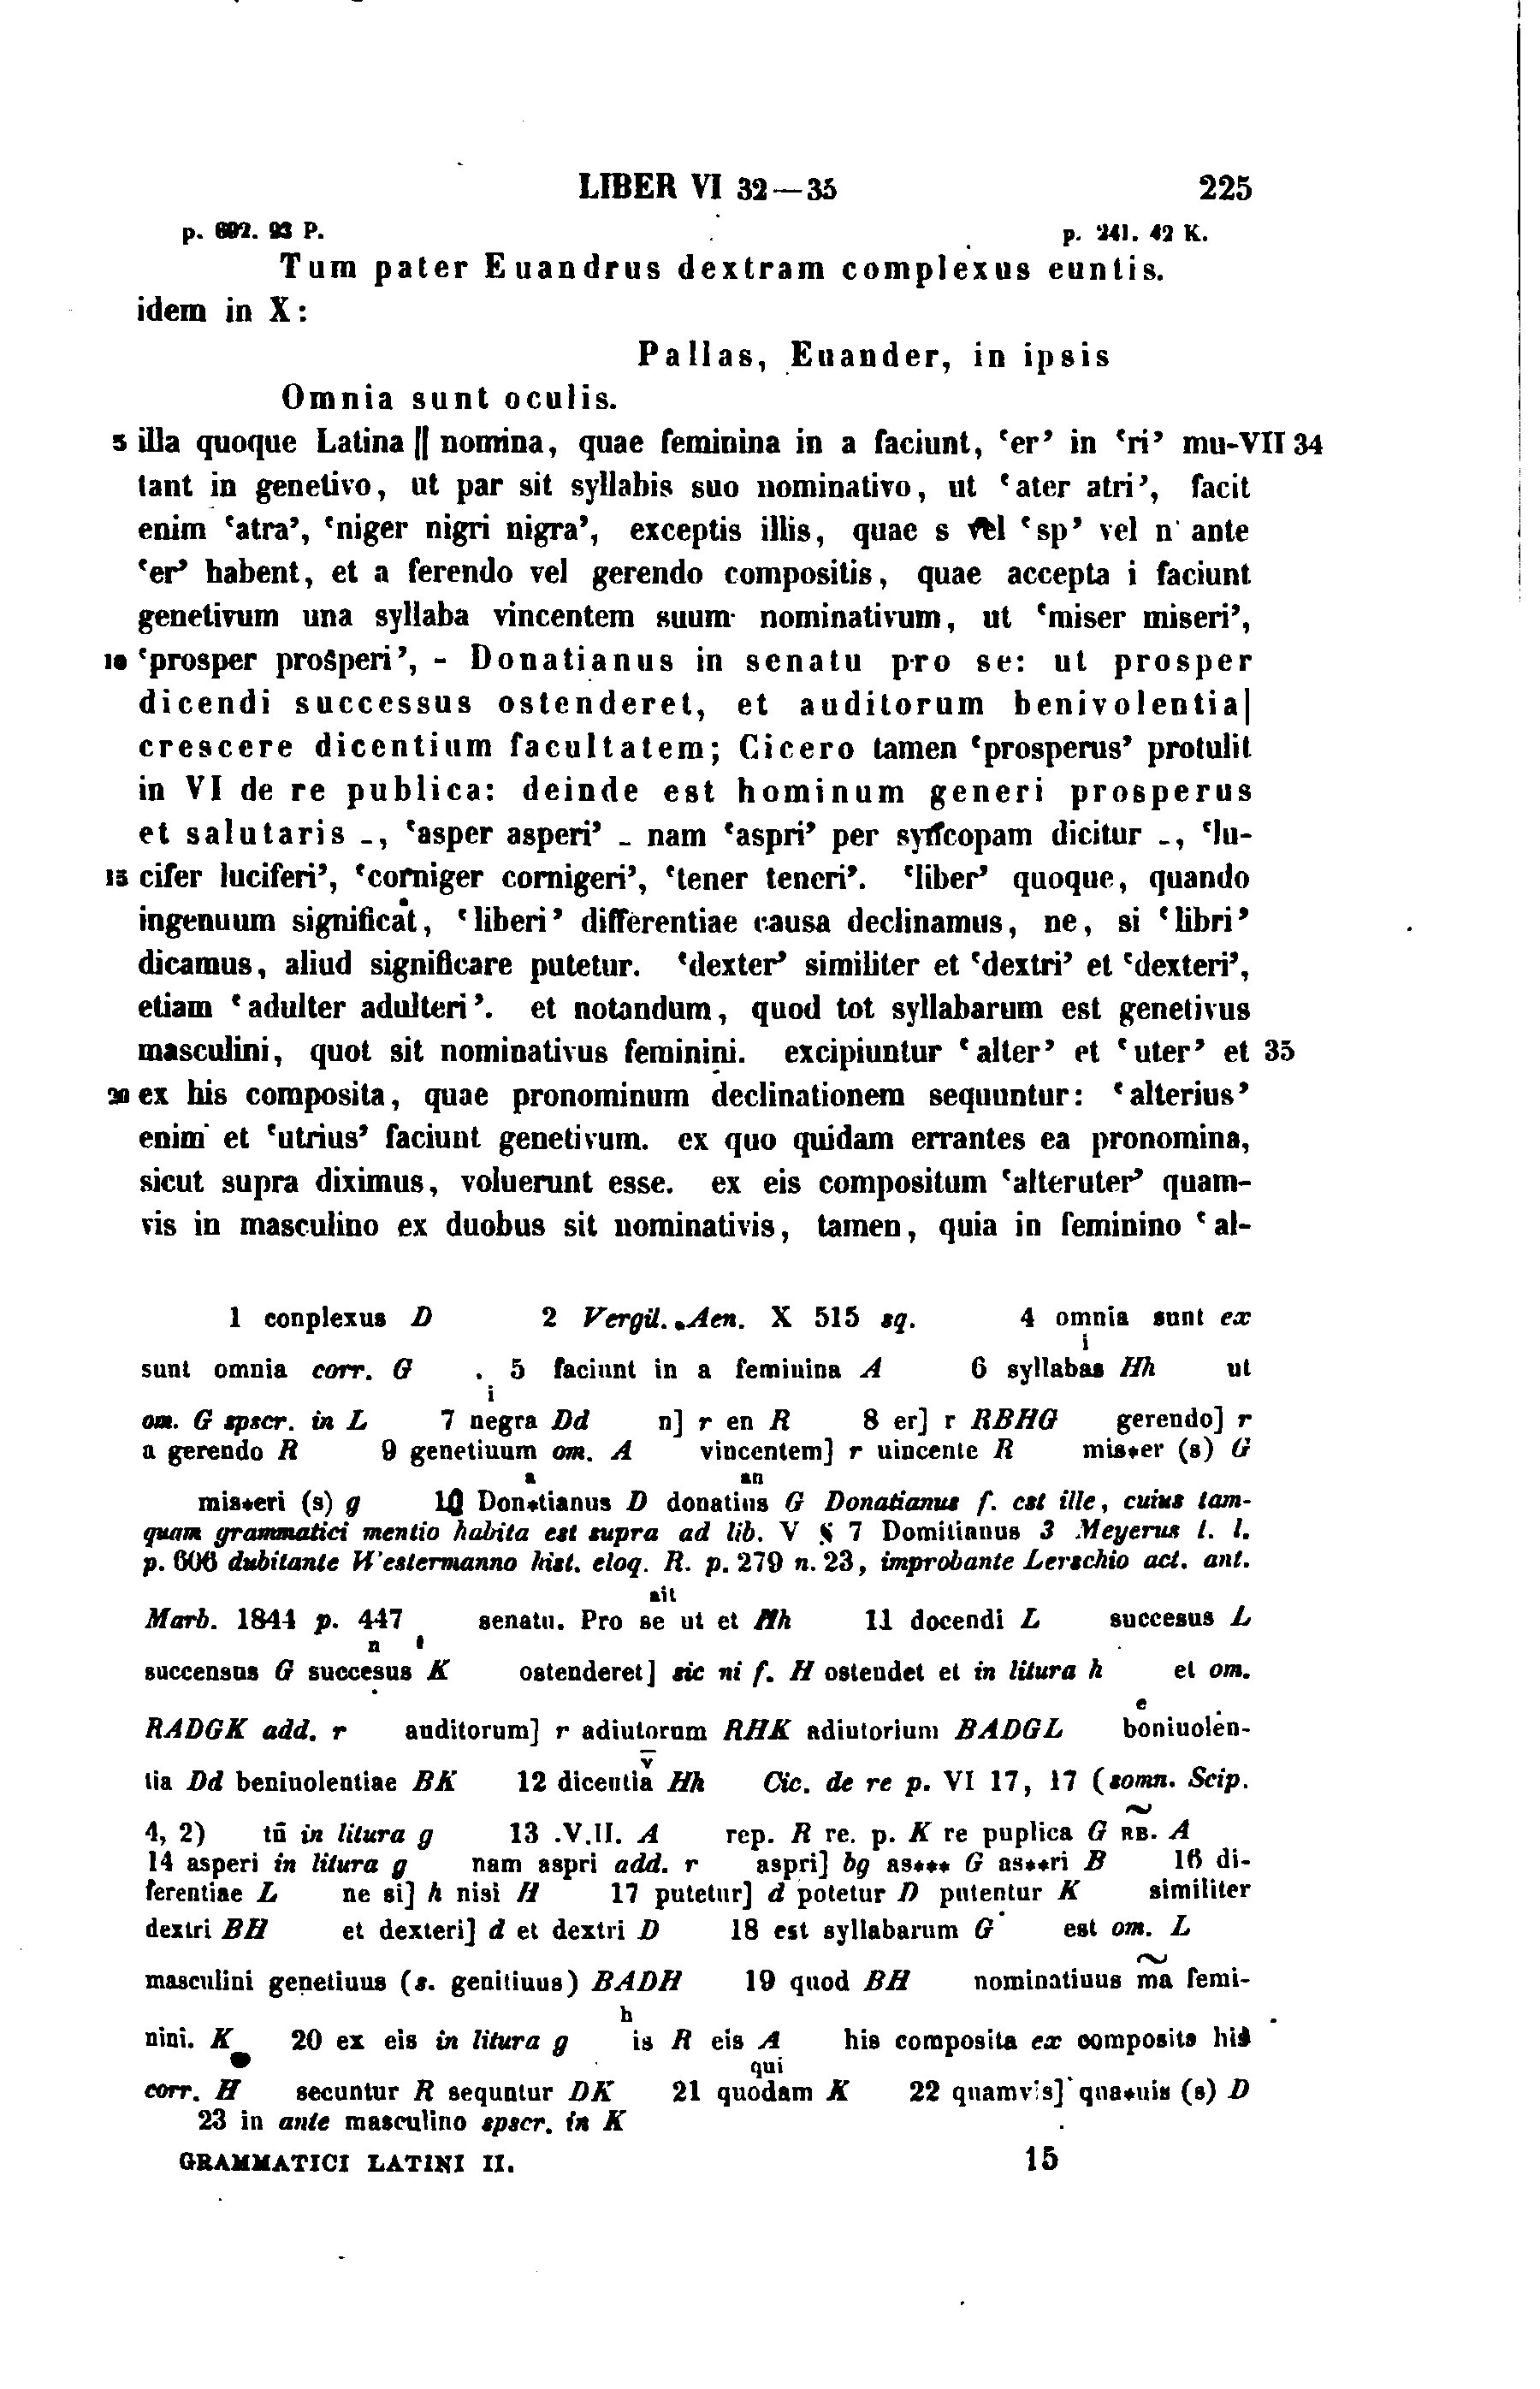 LIBER VI 32—35 225
p. 692. 93 P. p. 241. 42 K.
Tum pater Euandrus dextram complexus euntis.
idem in X:
Pallas, Euander, in ipsis
Omnia sunt oculis.
5 illa quoque Latina || nomina, quae feminina in a faciunt, ‘er’ in ‘ri’ mu- VII 34
tant in genetivo, ut par sit syllabis suo nominativo, ut ‘ater atri’, facit
enim ‘atra’, ‘niger nigri nigra’, exceptis illis, quae s vel ‘sp’ vel n ante
‘er’ habent, et a ferendo vel gerendo compositis, quae accepta i faciunt
genetivum una syllaba vincentem suum nominativum, ut ‘miser miseri’,
10 ‘prosper prosperi’, - Donatianus in senatu pro se: ut prosper
dicendi successus ostenderet, et auditorum benivolentia|
crescere dicentium facultatem; Cicero tamen ‘prosperus’ protulit
in VI de re publica: deinde est hominum generi prosperus
et salutaris -, ‘asper asperi’ - nam ‘aspri’ per syncopam dicitur -, ‘lu-
15 cifer luciferi’, ‘corniger cornigeri’, ‘tener teneri’. ‘liber’ quoque, quando
ingenuum significat, ‘liberi’ differentiae causa declinamus, ne, si ‘libri’
dicamus, aliud significare putetur. ‘dexter’ similiter et ‘dextri’ et ‘dexteri’,
etiam ‘adulter adulteri’. et notandum, quod tot syllabarum est genetivus
masculini, quot sit nominativus feminini. excipiuntur ‘alter’ et ‘uter’ et 35
20 ex his composita, quae pronominum declinationem sequuntur: ‘alterius’
enim et ‘utrius’ faciunt genetivum. ex quo quidam errantes ea pronomina,
sicut supra diximus, voluerunt esse. ex eis compositum ‘alteruter’ quam-
vis in masculino ex duobus sit nominativis, tamen, quia in feminino ‘al-
1 conplexus D 2 Vergil. Aen. X 515 sq. 4 omnia sunt ex
i
sunt omnia corr. G 5 faciunt in a feminina A 6 syllabas Hh ut
i
om. G spscr. in L 7 negra Dd n] r en R 8 er] r RBHG gerendo] r
a gerendo R 9 genetiuum om. A vincentem] r uincente R mis*er (s) G
mis*eri (s) g 10 Don*tianus D donatius G Donatianus f. est ille, cuius tam-
a an
quam grammatici mentio habita est supra ad lib. V § 7 Domitianus 3 Meyerus l. l.
p. 606 dubitante Westermanno hist. eloq. R. p. 279 n. 23, improbante Lerschio act. ant.
ait
Marb. 1844 p. 447 senatu. Pro se ut et Hh 11 docendi L succesus L
n
succensus G succesus K ostenderet] sic ni f. H ostendet et in litura h et om.
e
RADGK add. r auditorum] r adiutorum RHK adiutorium BADGL boniuolen-
v̄
tia Dd beniuolentiae BK 12 dicentia Hh Cic. de re p. VI 17, 17 (somn. Scip.
4, 2) tn̄ in litura g 13 .V.II. A rep. R re. p. K re puplica G RB. A
14 asperi in litura g nam aspri add. r aspri] bg as*** G as**ri B 16 di-
ferentiae L ne si] h nisi H 17 putetur] d potetur D putentur K similiter
dextri BH et dexteri] d et dextri D 18 est syllabarum G est om. L
masculini genetiuus (s. genitiuus) BADH 19 quod BH nominatiuus ma femi-
h
nini. K 20 ex eis in litura g is R eis A his composita ex composita his
qui
corr. H secuntur R sequntur DK 21 quodam K 22 quamvis] qua*uis (s) D
23 in ante masculino spscr. in K
GRAMMATICI LATINI II. 15